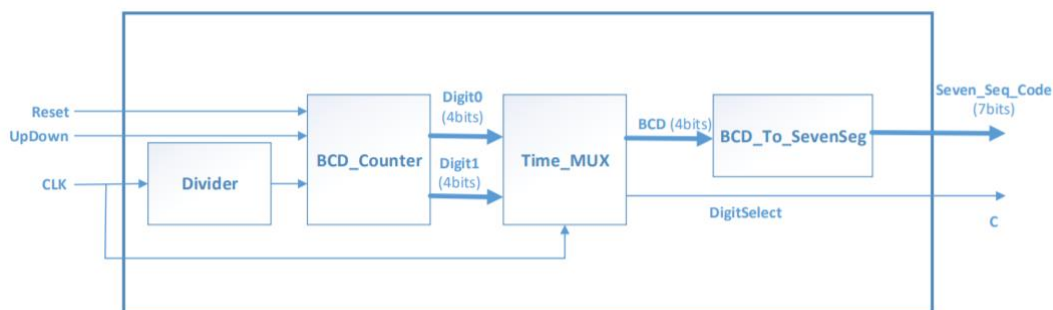 Reset
UpDown
CLK
Divider
BCD_Counter
Digit0
(4bits)
Digit1
(4bits)
Time_MUX
BCD (4bits)
BCD_To_SevenSeg
DigitSelect
Seven_Seq_Code
(7bits)
C